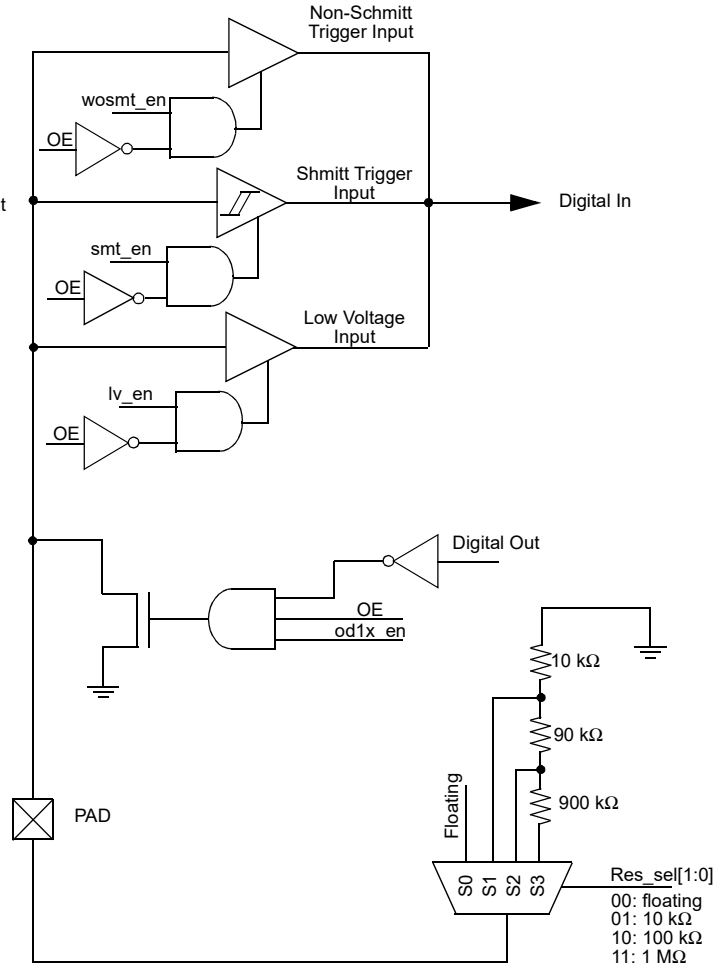 Non-Schmitt
Trigger Input
wosmt_en
OE
Shmitt Trigger
Input
Digital In
t
smt_en
OE
Low Voltage
Input
lv_en
OE
Digital Out
OE
od1x_en
10 kΩ
90 kΩ
900 kΩ
Floating
PAD
S0
S1
S2
S3
Res_sel[1:0]
00: floating
01: 10 kΩ
10: 100 kΩ
11: 1 MΩ